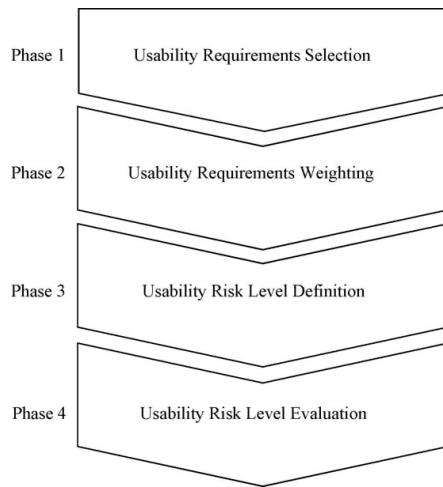 Phase 1 Usability Requirements Selection
Phase 2 Usability Requirements Weighting
Phase 3 Usability Risk Level Definition
Phase 4 Usability Risk Level Evaluation